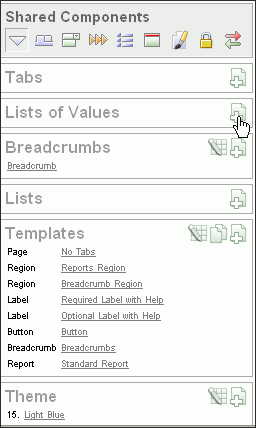 Shared Components
Tabs
Lists of Values
Breadcrumbs
Breadcrumb
Lists
Templates
Page No Tabs
Region Reports Region
Region Breadcrumb Region
Label Required Label with Help
Label Optional Label with Help
Button Button
Breadcrumb Breadcrumbs
Report Standard Report
Theme
15. Light Blue